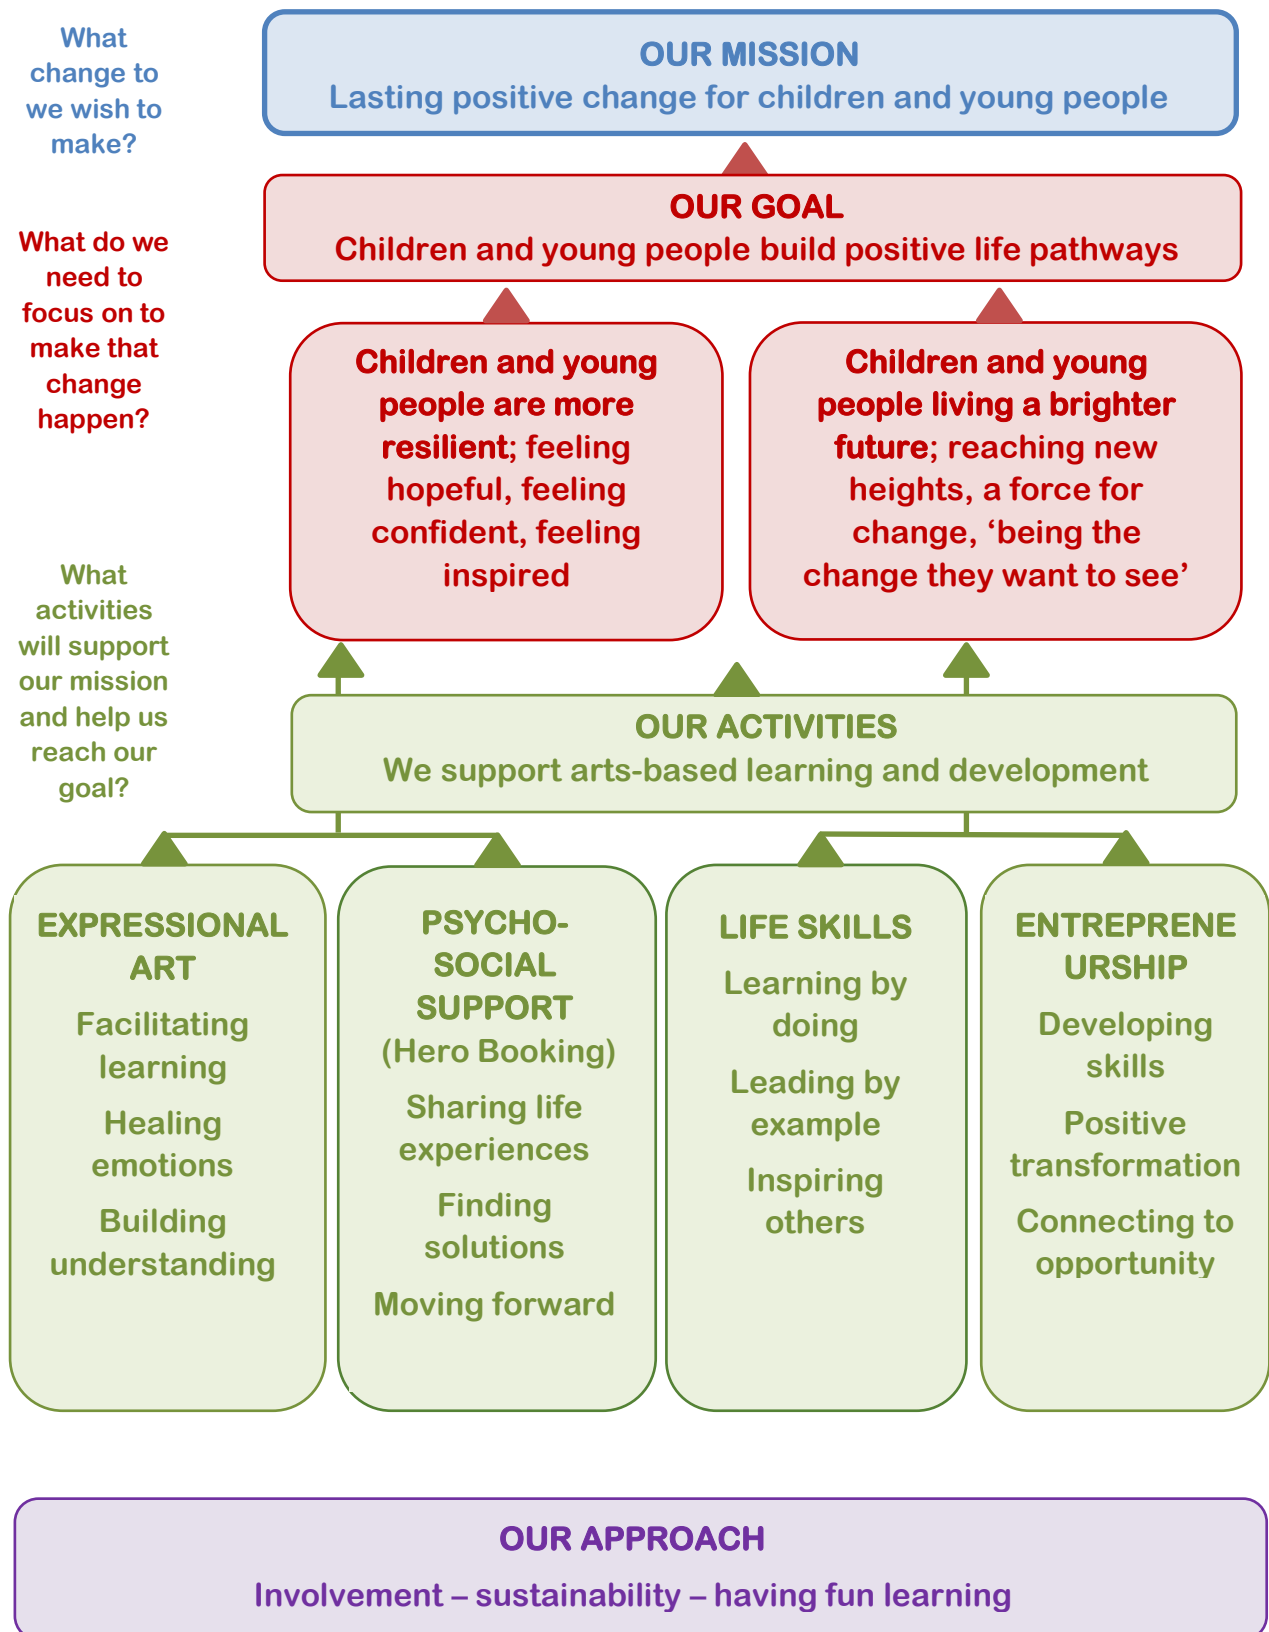 What
change to
we wish to
make?
OUR MISSION
Lasting positive change for children and young people
What do we
need to
focus on to
make that
change
happen?
OUR GOAL
Children and young people build positive life pathways
Children and young
people are more
resilient; feeling
hopeful, feeling
confident, feeling
inspired
Children and young
people living a brighter
future; reaching new
heights, a force for
change, ‘being the
change they want to see’
What
activities
will support
our mission
and help us
reach our
goal?
OUR ACTIVITIES
We support arts-based learning and development
EXPRESSIONAL
ART
Facilitating
learning
Healing
emotions
Building
understanding
PSYCHO-
SOCIAL
SUPPORT
(Hero Booking)
Sharing life
experiences
Finding
solutions
Moving forward
LIFE SKILLS
Learning by
doing
Leading by
example
Inspiring
others
ENTREPRENE
URSHIP
Developing
skills
Positive
transformation
Connecting to
opportunity
OUR APPROACH
Involvement – sustainability – having fun learning